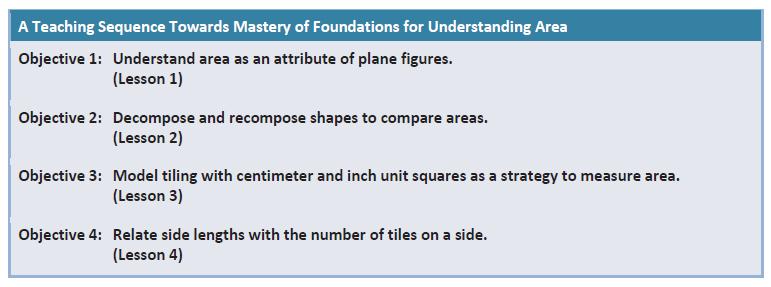 A Teaching Sequence Towards Mastery of Foundations for Understanding Area
Objective 1: Understand area as an attribute of plane figures.
(Lesson 1)
Objective 2: Decompose and recompose shapes to compare areas.
(Lesson 2)
Objective 3: Model tiling with centimeter and inch unit squares as a strategy to measure area.
(Lesson 3)
Objective 4: Relate side lengths with the number of tiles on a side.
(Lesson 4)